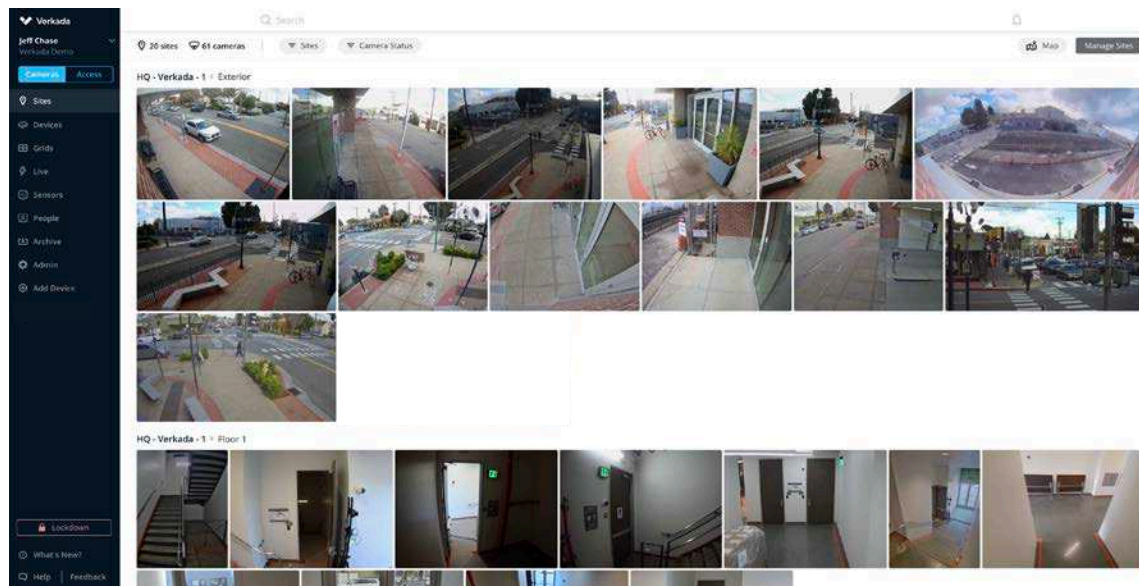 Verkada
Search
Jeff Chase
Verkada Demo
20 sites 61 cameras Sites Camera Status Map Manage Sites
Cameras Access
HQ - Verkada - 1 › Exterior
Sites
Devices
Grids
Live
Sensors
People
Archive
Admin
Add Device
HQ - Verkada - 1 › Floor 1
Lockdown
What's New?
Help Feedback